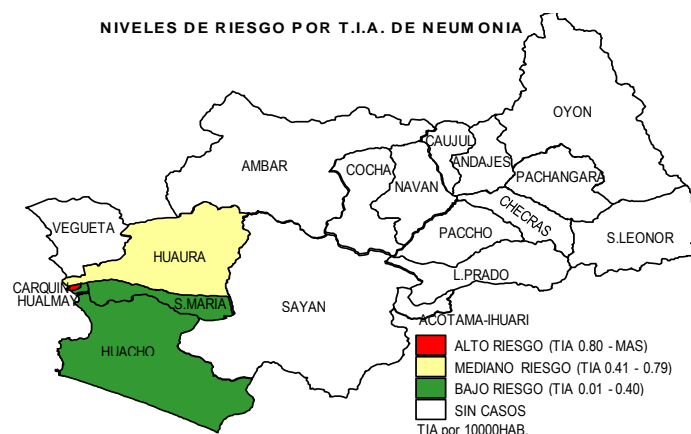 NIVELES DE RIESGO POR T.I.A. DE NEUMONIA
OYON
CAUJUL
AMBAR
COCHA
ANDAJES
NAVAN
PACHANGARA
CHECRAS
VEGUETA
PACCHO
S.LEONOR
HUAURA
L.PRADO
CARQUIN
HUALMAY
S.MARIA
SAYAN
ACOTAMA-IHUARI
HUACHO
ALTO RIESGO (TIA 0.80 - MAS)
MEDIANO RIESGO (TIA 0.41 - 0.79)
BAJO RIESGO (TIA 0.01 - 0.40)
SIN CASOS
TIA por 10000HAB.